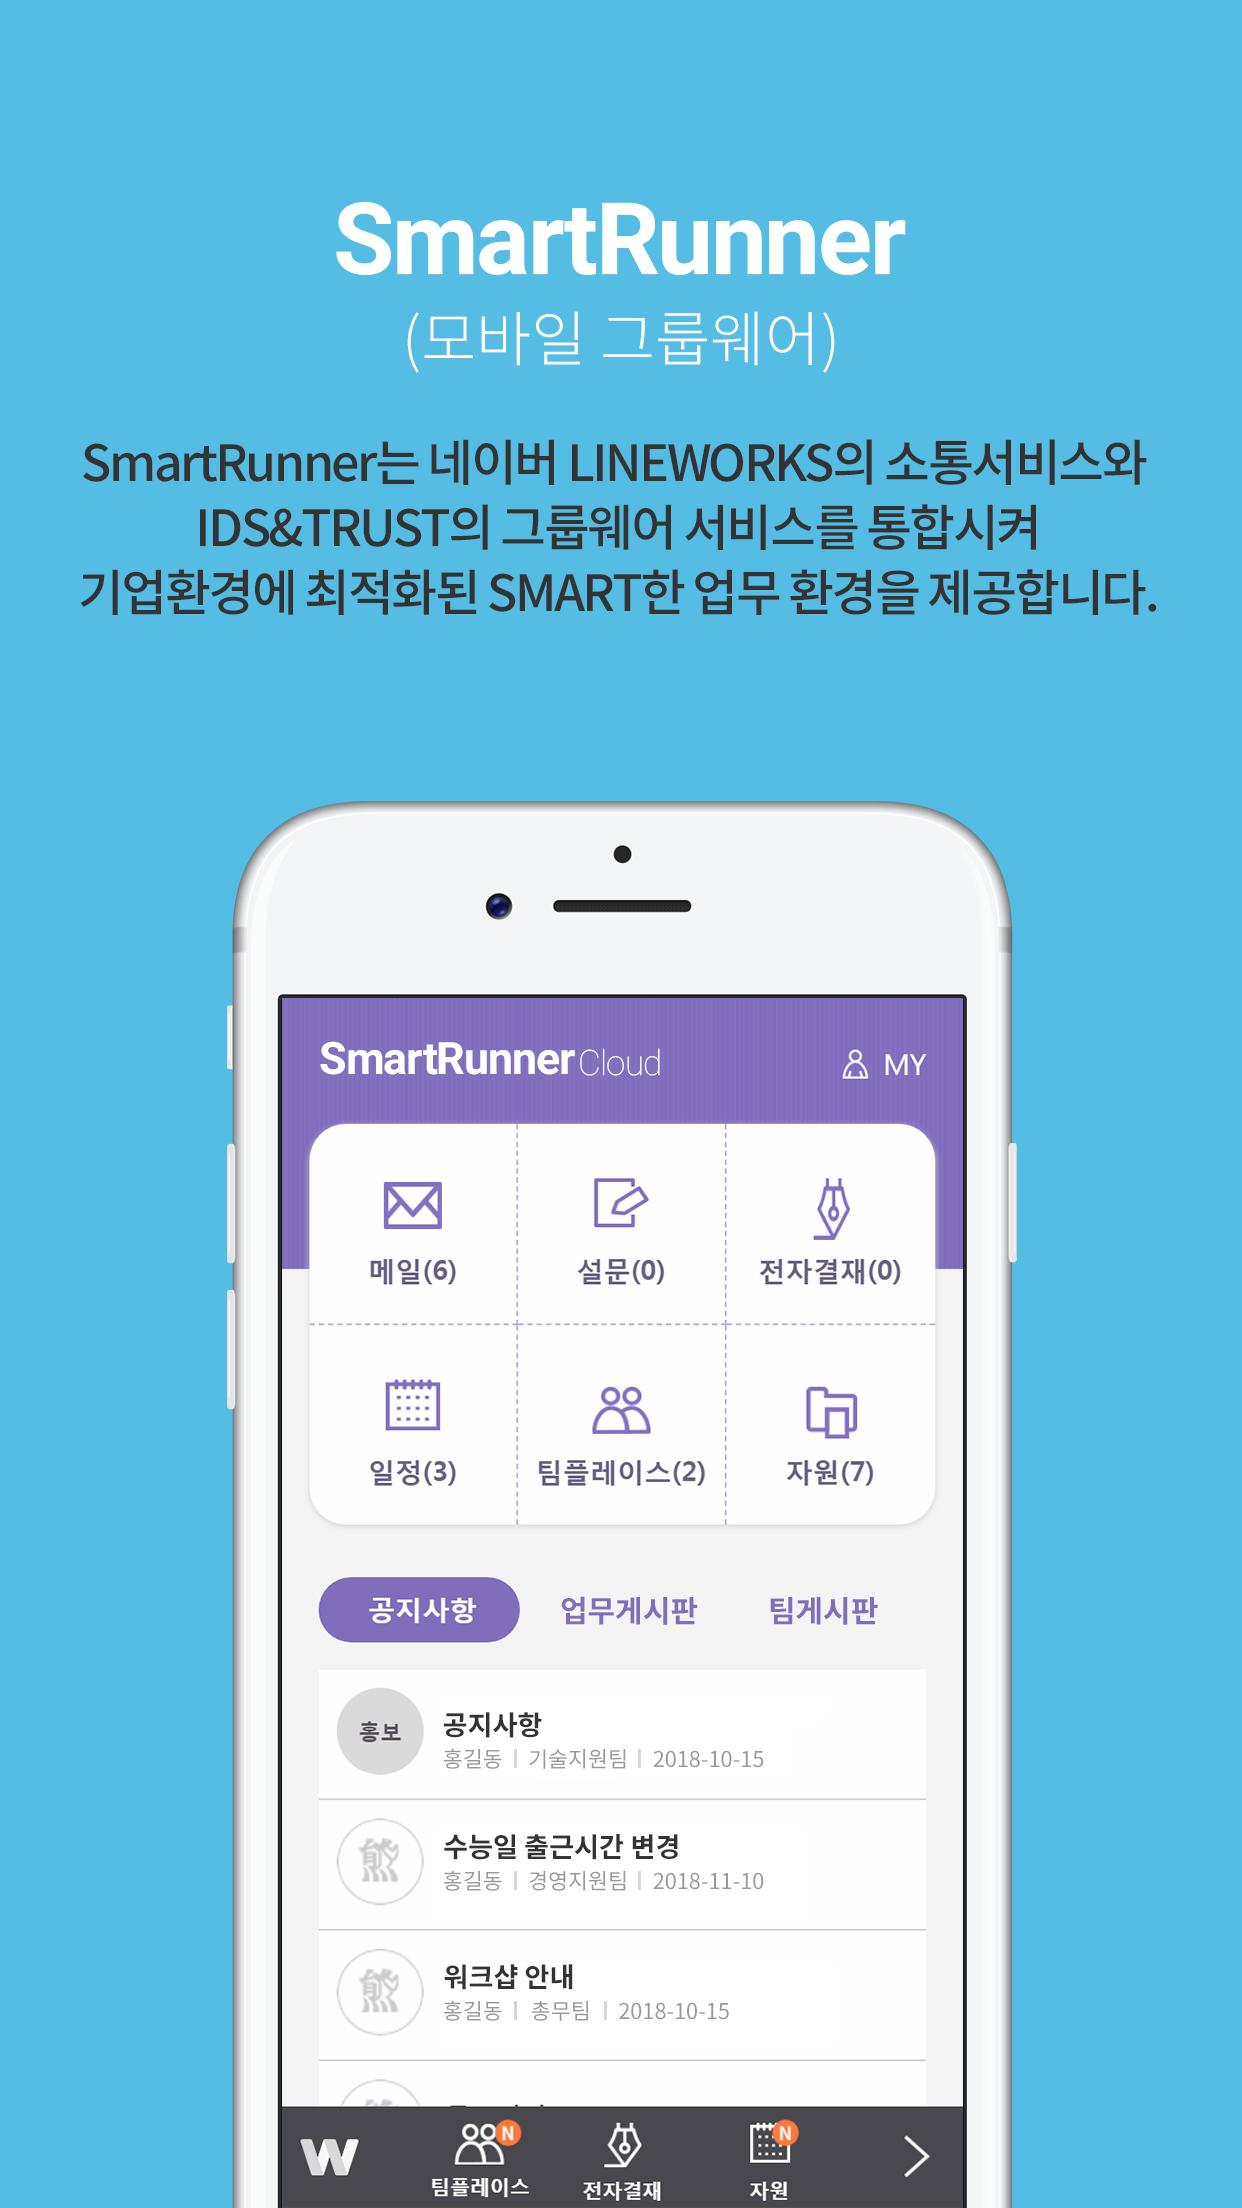 SmartRunner
(모바일 그룹웨어)
SmartRunner는 네이버 LINEWORKS의 소통서비스와
IDS&TRUST의 그룹웨어 서비스를 통합시켜
기업환경에 최적화된 SMART한 업무 환경을 제공합니다.
SmartRunner Cloud MY
메일(6) 설문(0) 전자결재(0)
일정(3) 팀플레이스(2) 자원(7)
공지사항 업무게시판 팀게시판
홍보
공지사항
홍길동 | 기술지원팀 | 2018-10-15
수능일 출근시간 변경
홍길동 | 경영지원팀 | 2018-11-10
워크샵 안내
홍길동 | 총무팀 | 2018-10-15
W N N
팀플레이스 전자결재 자원